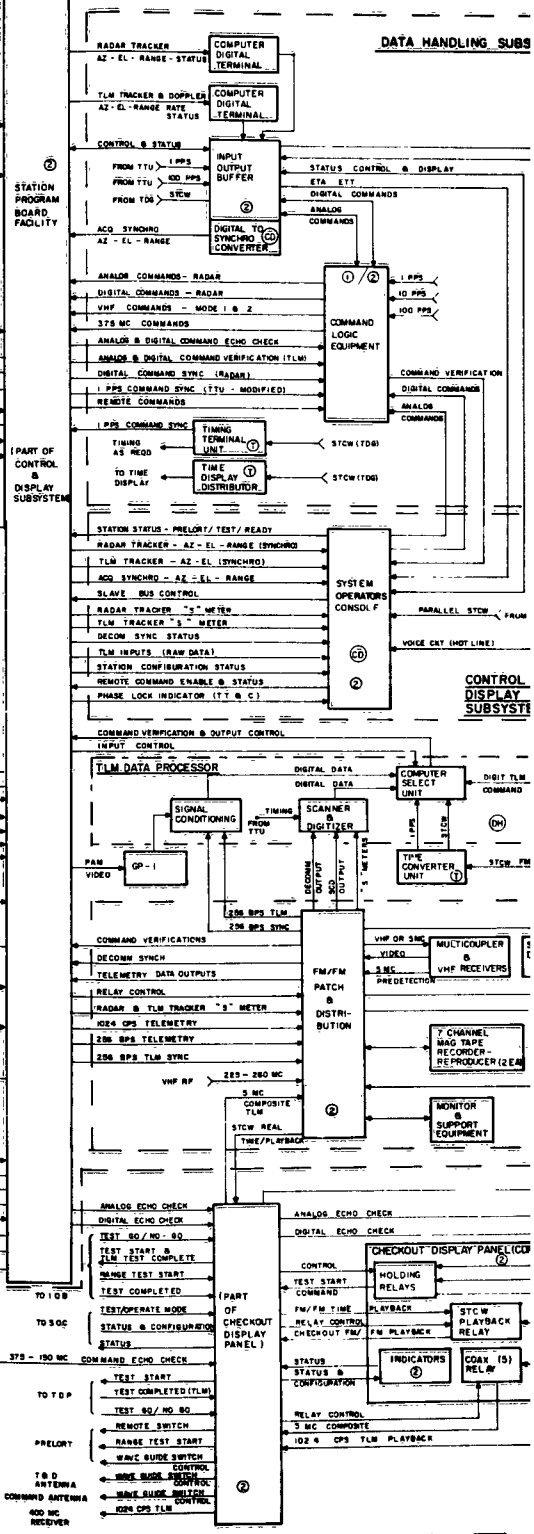 DATA HANDLING SUBS
RADAR TRACKER
AZ - EL - RANGE - STATUS
COMPUTER
DIGITAL
TERMINAL
TLM TRACKER & DOPPLER
AZ - EL - RANGE RATE
STATUS
COMPUTER
DIGITAL
TERMINAL
CONTROL & STATUS
FROM TTU
1 PPS
FROM TTU
100 PPS
FROM TDG
STCW
INPUT
OUTPUT
BUFFER
2
STATUS CONTROL & DISPLAY
ETA ETT
DIGITAL COMMANDS
ANALOG
COMMANDS
2
STATION
PROGRAM
BOARD
FACILITY
ACQ SYNCHRO
AZ - EL - RANGE
DIGITAL TO
SYNCHRO CD
CONVERTER
ANALOG COMMANDS - RADAR
DIGITAL COMMANDS - RADAR
VHF COMMANDS - MODE 1 & 2
375 MC COMMANDS
ANALOG & DIGITAL COMMAND ECHO CHECK
ANALOG & DIGITAL COMMAND VERIFICATION (TLM)
DIGITAL COMMAND SYNC (RADAR)
1 PPS COMMAND SYNC (TTU - MODIFIED)
REMOTE COMMANDS
1 / 2
COMMAND
LOGIC
EQUIPMENT
1 PPS
10 PPS
100 PPS
COMMAND VERIFICATION
DIGITAL COMMANDS
ANALOG
COMMANDS
1 PPS COMMAND SYNC
TIMING
AS REQD
TIMING
TERMINAL
UNIT T
STCW (TDG)
TO TIME
DISPLAY
TIME
DISPLAY T
DISTRIBUTOR
STCW (TDG)
(PART OF
CONTROL
&
DISPLAY
SUBSYSTEM
STATION STATUS - PRELORT / TEST / READY
RADAR TRACKER - AZ - EL - RANGE (SYNCHRO)
TLM TRACKER - AZ - EL (SYNCHRO)
ACQ SYNCHRO - AZ - EL - RANGE
SLAVE BUS CONTROL
RADAR TRACKER "S" METER
TLM TRACKER "S" METER
DECOM SYNC STATUS
TLM INPUTS (RAW DATA)
STATION CONFIGURATION STATUS
REMOTE COMMAND ENABLE & STATUS
PHASE LOCK INDICATOR (TT & C)
SYSTEM
OPERATORS
CONSOLE
CD
2
PARALLEL STCW
FROM
VOICE CKT (HOT LINE)
CONTROL
DISPLAY
SUBSYSTE
COMMAND VERIFICATION & OUTPUT CONTROL
INPUT CONTROL
TLM DATA PROCESSOR
DIGITAL DATA
DIGITAL DATA
COMPUTER
SELECT
UNIT
DIGIT TLM
COMMAND
DH
SIGNAL
CONDITIONING
TIMING
FROM
TTU
SCANNER
&
DIGITIZER
1 PPS
STCW
PAM
VIDEO
GP - 1
DECOMM
OUTPUT
SCD
OUTPUT
"S" METERS
TIME
CONVERTER
UNIT T
STCW FM
256 BPS TLM
256 BPS SYNC
COMMAND VERIFICATIONS
DECOMM SYNCH
TELEMETRY DATA OUTPUTS
RELAY CONTROL
RADAR & TLM TRACKER "S" METER
1024 CPS TELEMETRY
256 BPS TELEMETRY
256 BPS TLM SYNC
FM/FM
PATCH
&
DISTRI-
BUTION
2
VHF OR 5MC
VIDEO
5 MC
PREDETECTION
MULTICOUPLER
&
VHF RECEIVERS
7 CHANNEL
MAG TAPE
RECORDER-
REPRODUCER (2 EA)
VHF RF
225 - 260 MC
5 MC
COMPOSITE
TLM
STCW REAL
TIME/PLAYBACK
MONITOR
&
SUPPORT
EQUIPMENT
ANALOG ECHO CHECK
DIGITAL ECHO CHECK
TEST GO / NO - GO
TEST START &
TLM TEST COMPLETE
RANGE TEST START
TEST COMPLETED
TO I O B
TEST/OPERATE MODE
TO S O C
STATUS & CONFIGURATION
STATUS
375 - 150 MC
COMMAND ECHO CHECK
TEST START
TO T D P
TEST COMPLETED (TLM)
TEST GO / NO GO
REMOTE SWITCH
PRELORT
RANGE TEST START
WAVE GUIDE SWITCH
CONTROL
T & D
ANTENNA
WAVE GUIDE SWITCH
CONTROL
COMMAND ANTENNA
WAVE GUIDE SWITCH
CONTROL
400 MC
RECEIVER
1024 CPS TLM
(PART
OF
CHECKOUT
DISPLAY
PANEL)
2
ANALOG ECHO CHECK
DIGITAL ECHO CHECK
CHECKOUT DISPLAY PANEL (CD
2
CONTROL
TEST START
COMMAND
HOLDING
RELAYS
FM/FM TIME PLAYBACK
RELAY CONTROL
CHECKOUT FM / FM PLAYBACK
STCW
PLAYBACK
RELAY
STATUS
STATUS &
CONFIGURATION
INDICATORS
2
COAX (5)
RELAY
RELAY CONTROL
5 MC COMPOSITE
1024 CPS TLM PLAYBACK